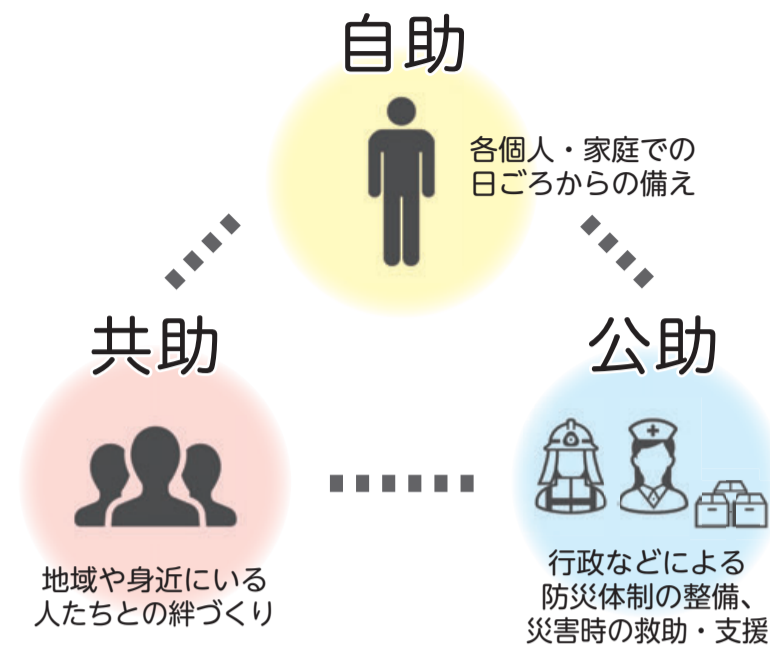 自助
各個人・家庭での
日ごろからの備え
共助
地域や身近にいる
人たちとの絆づくり
公助
行政などによる
防災体制の整備、
災害時の救助・支援